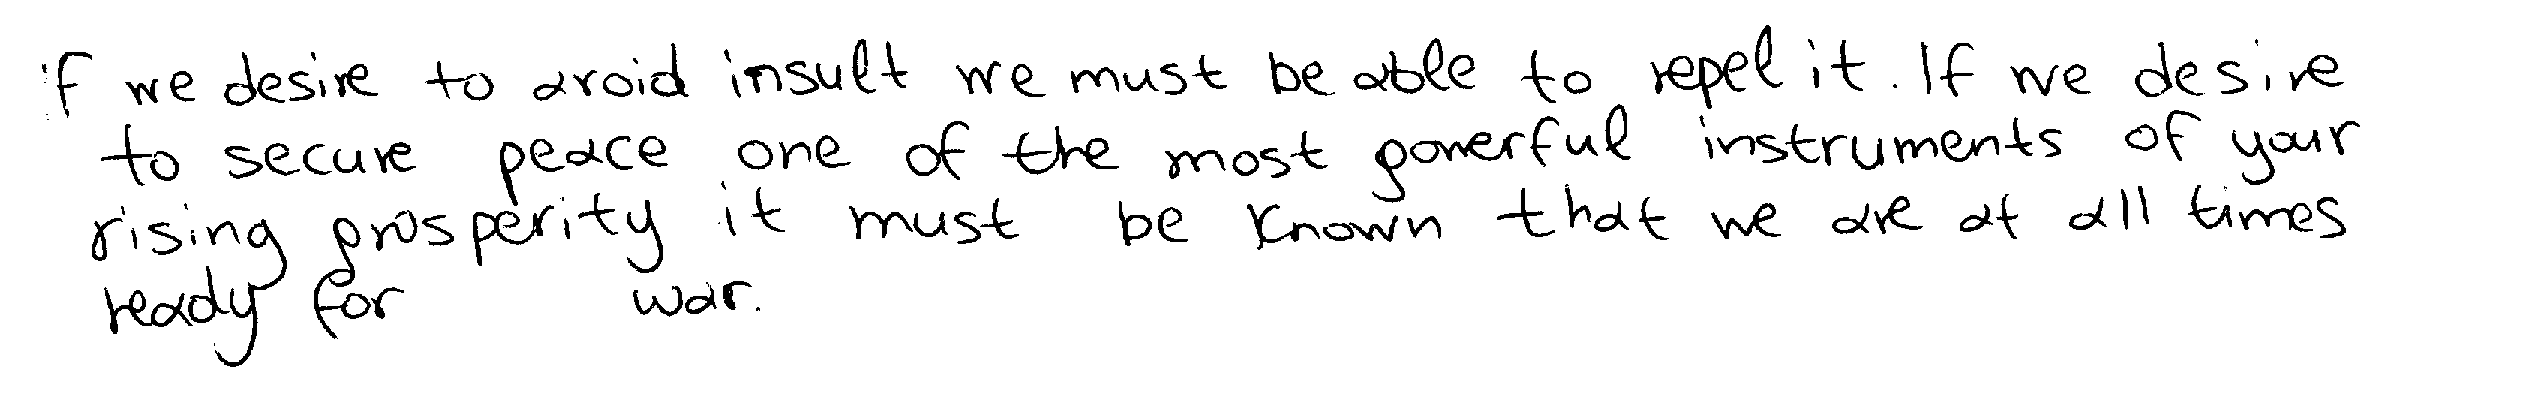 if we desire to avoid insult we must be able to repel it. If we desire
to secure peace one of the most powerful instruments of your
rising prosperity it must be known that we are at all times
ready for war.